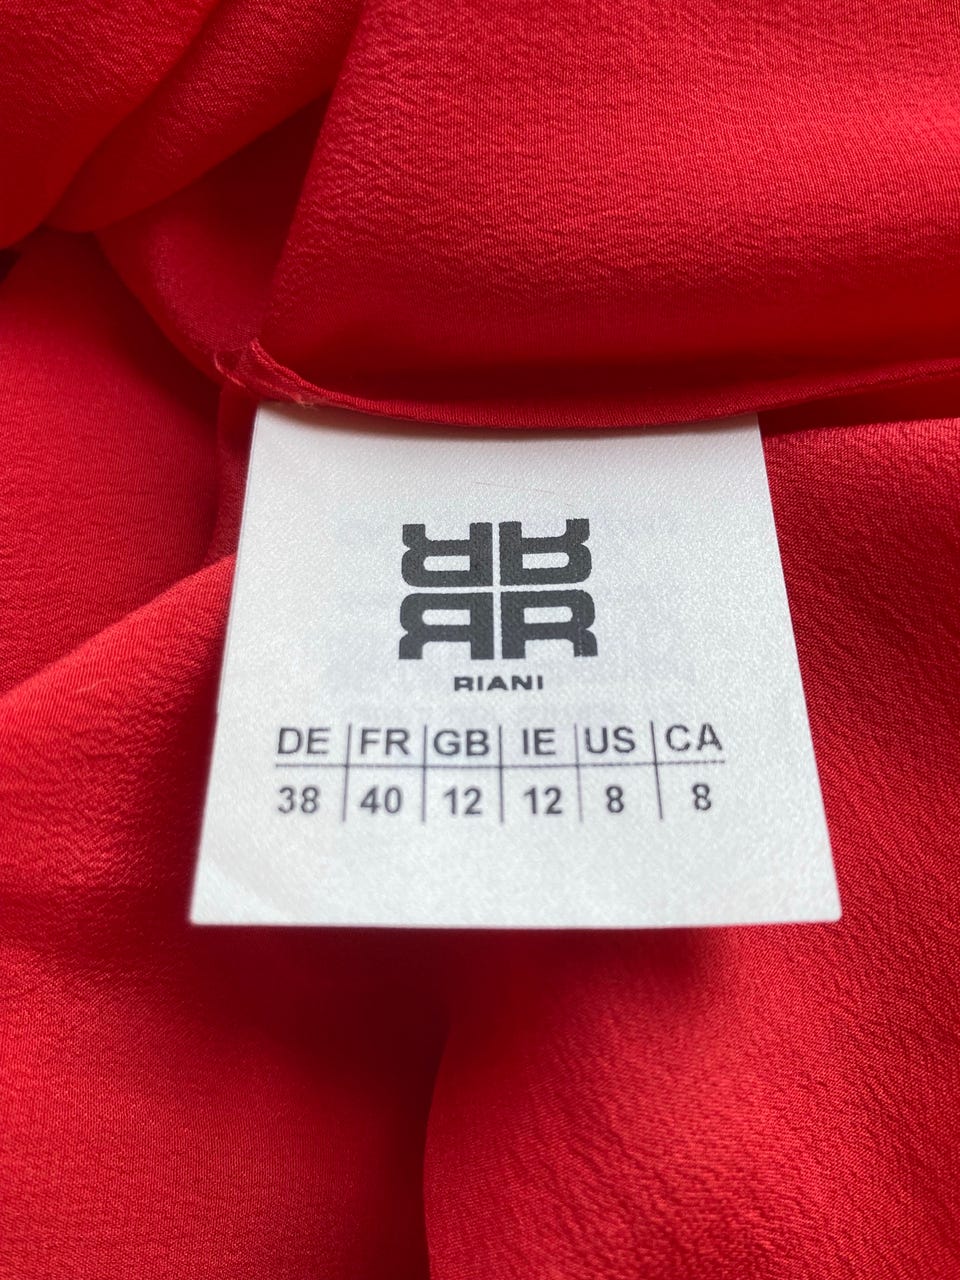 RIANI
DE FR GB IE US CA
38 40 12 12 8 8